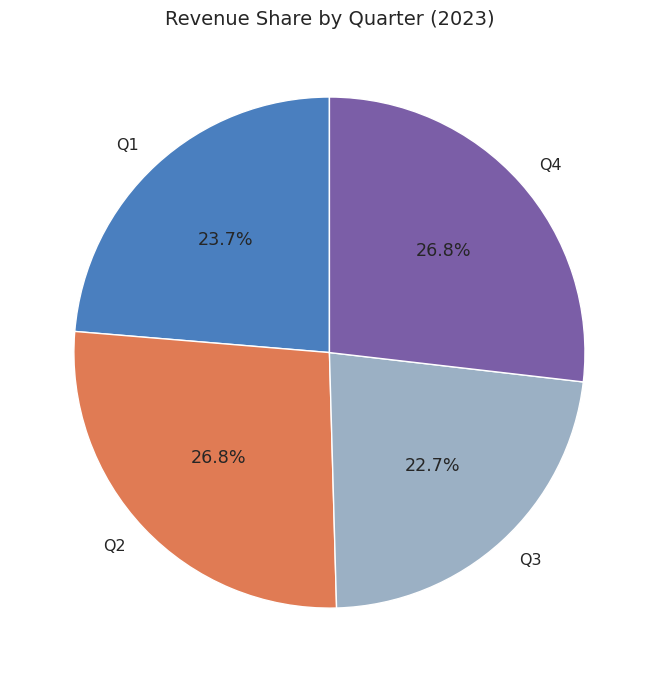 Revenue Share by Quarter (2023)
Q1
Q4
23.7%
26.8%
26.8%
22.7%
Q2
Q3